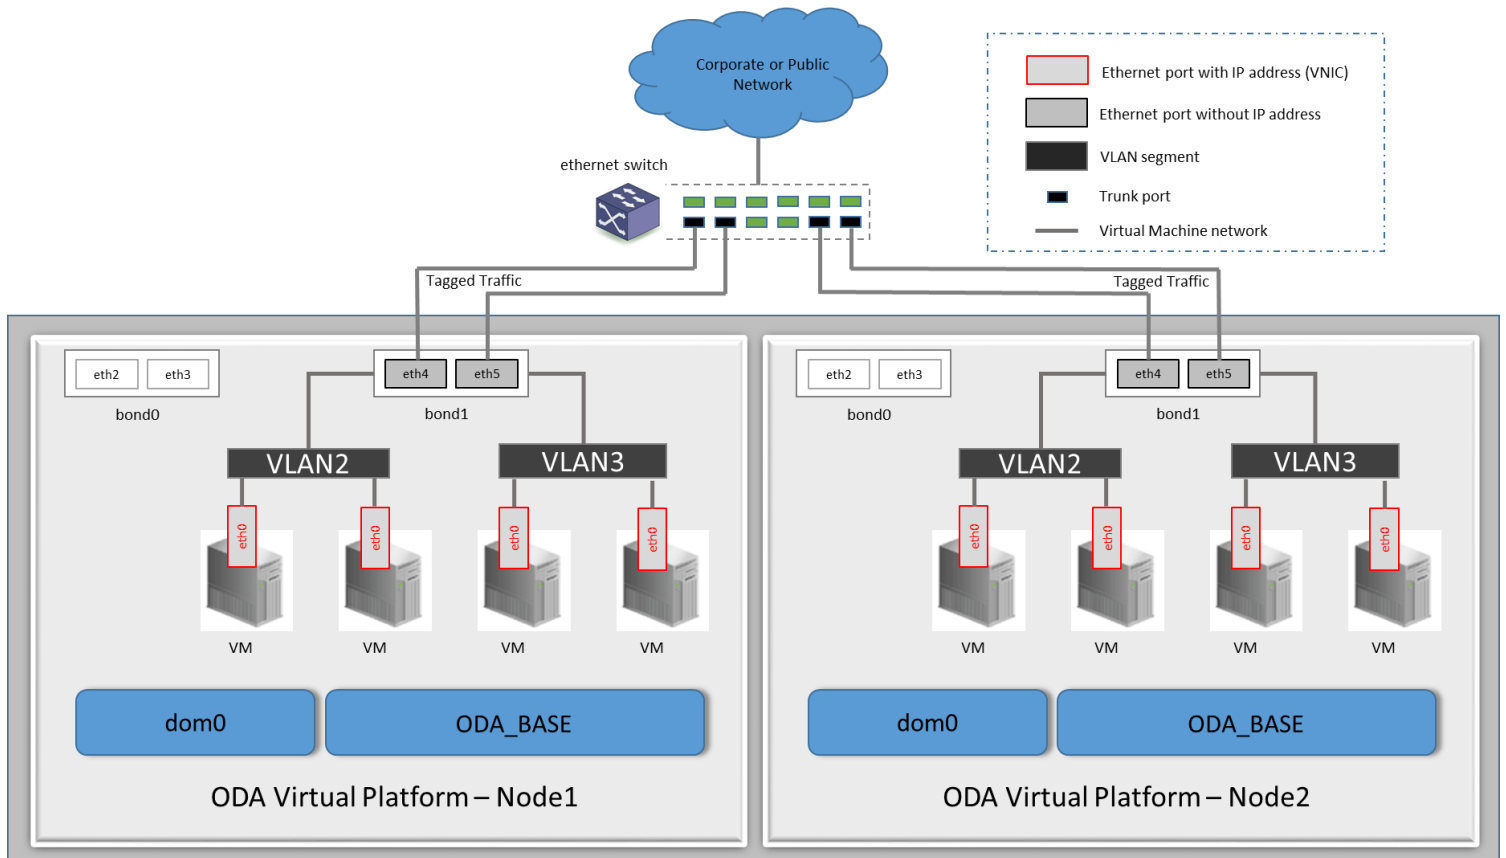 Corporate or Public
Network
Ethernet port with IP address (VNIC)
Ethernet port without IP address
VLAN segment
Trunk port
Virtual Machine network
ethernet switch
Tagged Traffic
Tagged Traffic
eth2
eth3
bond0
eth4
eth5
bond1
VLAN2
VLAN3
eth0
eth0
eth0
eth0
VM
VM
VM
VM
dom0
ODA_BASE
ODA Virtual Platform – Node1
eth2
eth3
bond0
eth4
eth5
bond1
VLAN2
VLAN3
eth0
eth0
eth0
eth0
VM
VM
VM
VM
dom0
ODA_BASE
ODA Virtual Platform – Node2